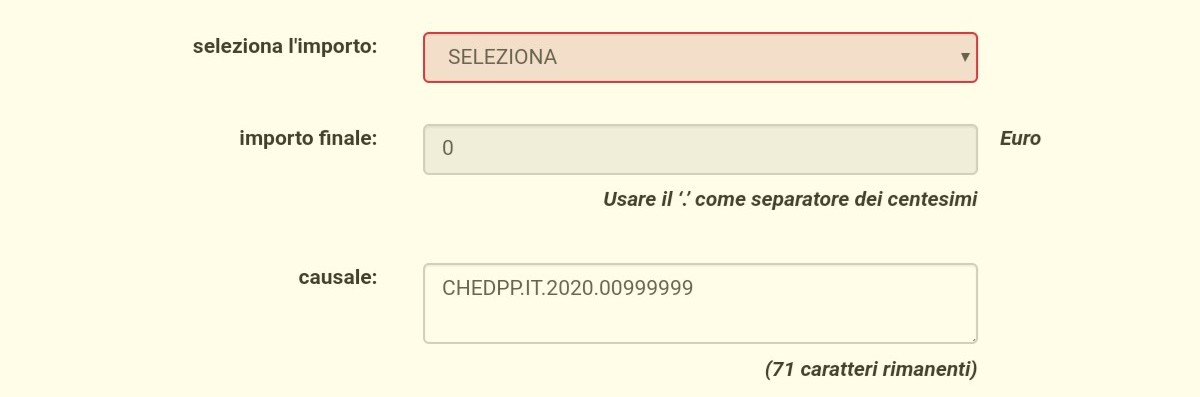 seleziona l'importo:
SELEZIONA
importo finale:
0
Euro
Usare il ‘.’ come separatore dei centesimi
causale:
CHEDPP.IT.2020.00999999
(71 caratteri rimanenti)